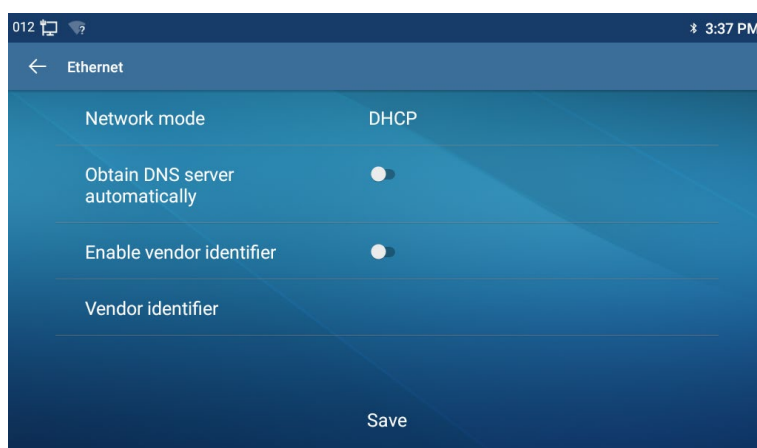 012 ? 3:37 PM
Ethernet
Network mode DHCP
Obtain DNS server
automatically
Enable vendor identifier
Vendor identifier
Save